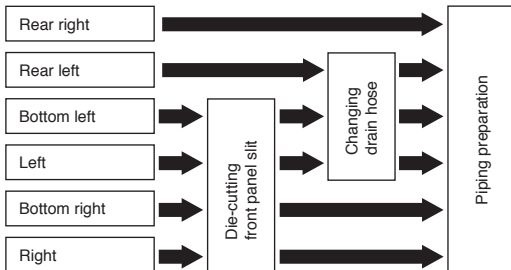 Rear right
Rear left
Bottom left
Left
Bottom right
Right
Die-cutting
front panel slit
Changing
drain hose
Piping preparation